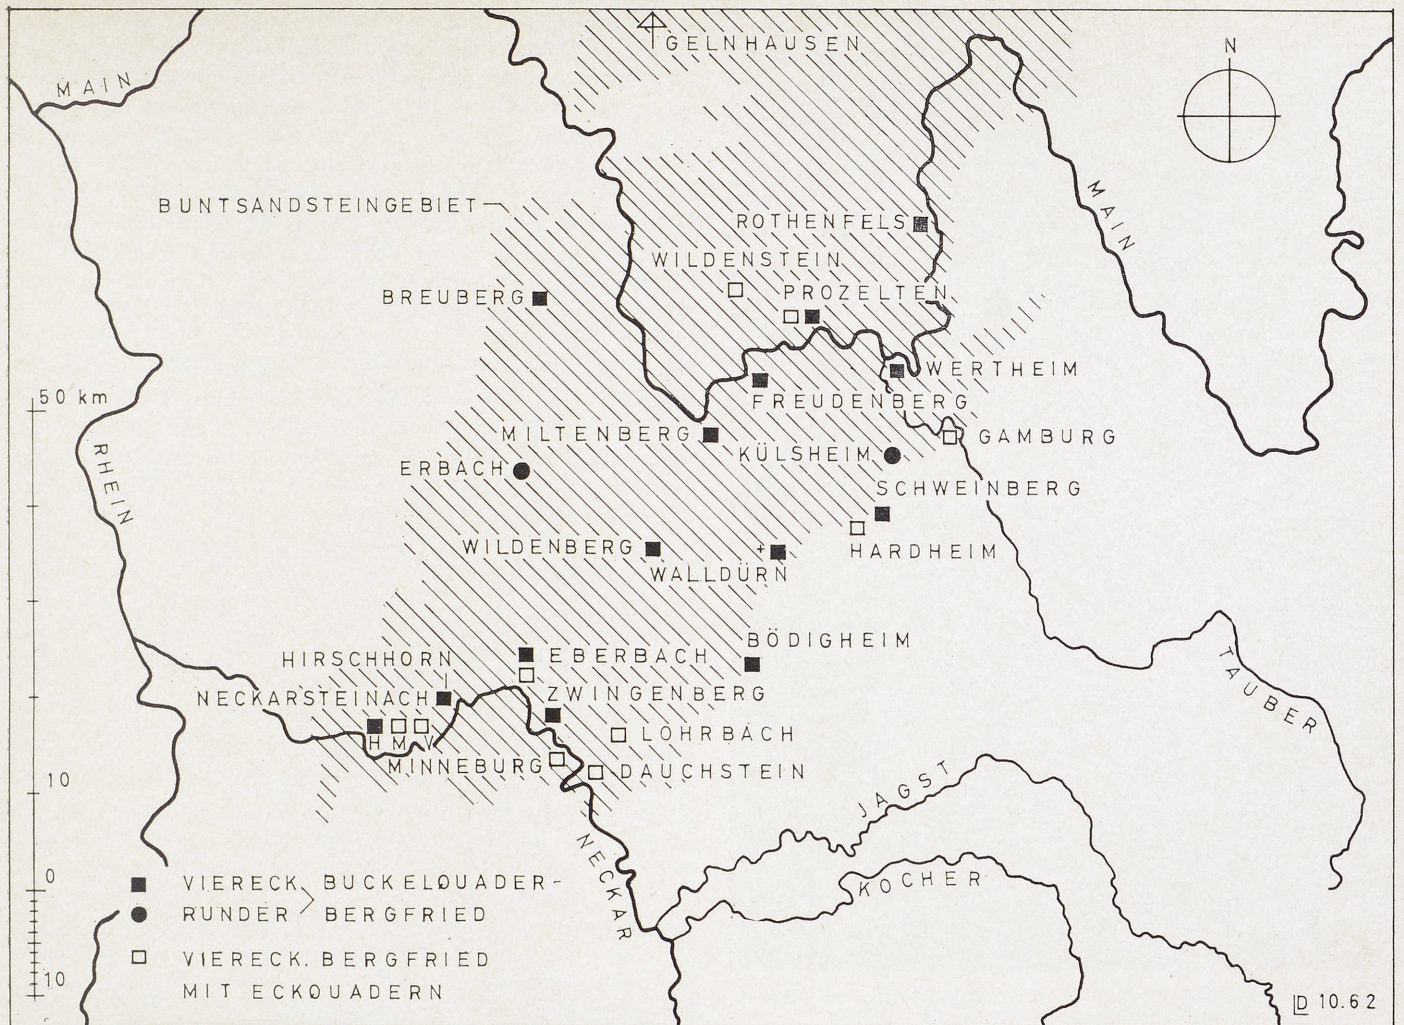 GELNHAUSEN
N
MAIN
MAIN
BUNTSANDSTEINGEBIET
ROTHENFELS
WILDENSTEIN
BREUBERG
PROZELTEN
WERTHEIM
50 km
FREUDENBERG
MILTENBERG
GAMBURG
KÜLSHEIM
ERBACH
RHEIN
SCHWEINBERG
WILDENBERG
+
HARDHEIM
WALLDÜRN
BÖDIGHEIM
HIRSCHHORN
EBERBACH
NECKARSTEINACH
ZWINGENBERG
TAUBER
LOHRBACH
H M V
MINNEBURG
DAUCHSTEIN
10
JAGST
NECKAR
KOCHER
0
VIERECK. BUCKELQUADER-
RUNDER BERGFRIED
VIERECK. BERGFRIED
MIT ECKQUADERN
10
LD 10.62